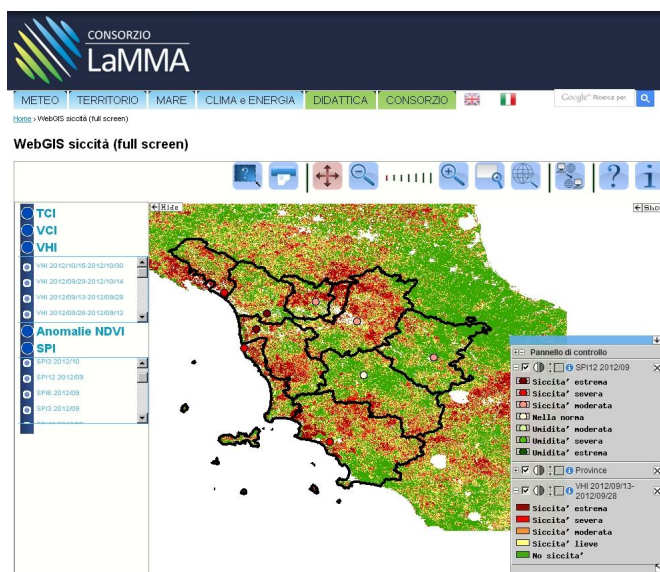 CONSORZIO
LaMMA
METEO TERRITORIO MARE CLIMA e ENERGIA DIDATTICA CONSORZIO
Google Ricerca per
Home › WebGIS siccità (full screen)
WebGIS siccità (full screen)
Hide
Sho
TCI
VCI
VHI
VHI 2012/10/15-2012/10/30
VHI 2012/09/29-2012/10/14
VHI 2012/09/13-2012/09/28
VHI 2012/08/28-2012/09/12
Anomalie NDVI
SPI
SPI3 2012/10
SPI12 2012/09
SPI6 2012/09
SPI3 2012/09
Pannello di controllo
SPI12 2012/09
Siccita' estrema
Siccita' severa
Siccita' moderata
Nella norma
Umidita' moderata
Umidita' severa
Umidita' estrema
Province
VHI 2012/09/13-
2012/09/28
Siccita' estrema
Siccita' severa
Siccita' moderata
Siccita' lieve
No siccita'